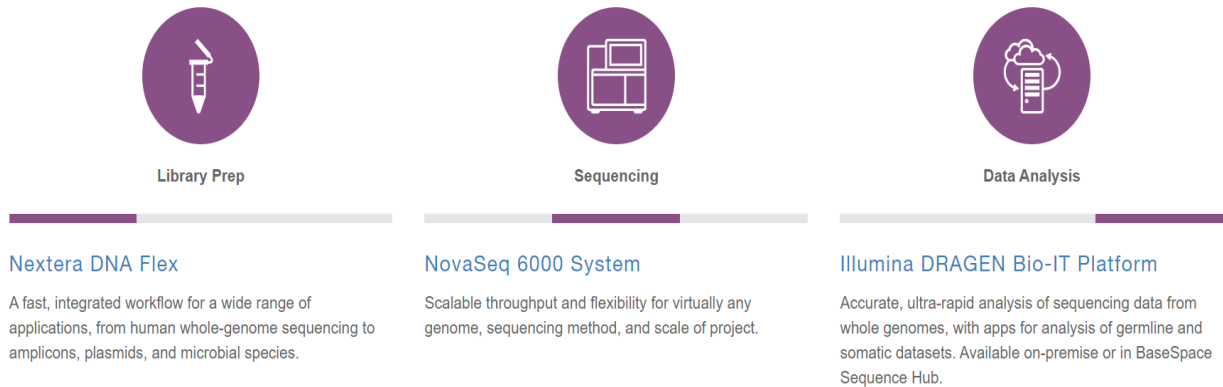 Library Prep
Nextera DNA Flex
A fast, integrated workflow for a wide range of
applications, from human whole-genome sequencing to
amplicons, plasmids, and microbial species.
Sequencing
NovaSeq 6000 System
Scalable throughput and flexibility for virtually any
genome, sequencing method, and scale of project.
Data Analysis
Illumina DRAGEN Bio-IT Platform
Accurate, ultra-rapid analysis of sequencing data from
whole genomes, with apps for analysis of germline and
somatic datasets. Available on-premise or in BaseSpace
Sequence Hub.